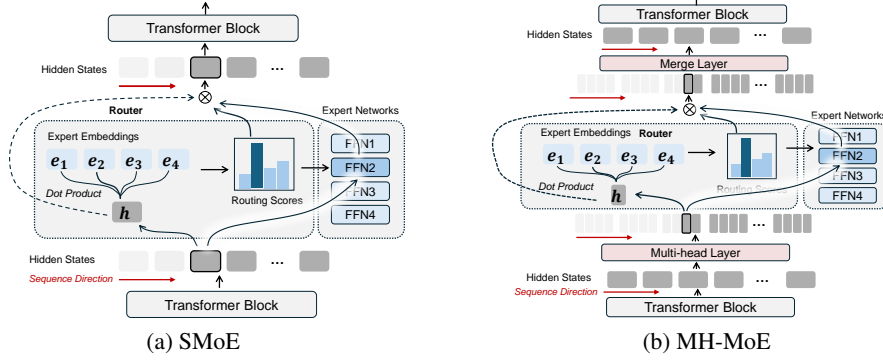 Transformer Block
Hidden States
...
Router
Expert Networks
Expert Embeddings
e1 e2 e3 e4
Dot Product
h
Routing Scores
FFN1
FFN2
FFN3
FFN4
Hidden States
...
Sequence Direction
Transformer Block
(a) SMoE
Transformer Block
Hidden States
...
Merge Layer
...
Expert Networks
Expert Embeddings Router
e1 e2 e3 e4
Dot Product
h
Routing
FFN1
FFN2
FFN3
FFN4
...
Multi-head Layer
Hidden States
...
Sequence Direction
Transformer Block
(b) MH-MoE